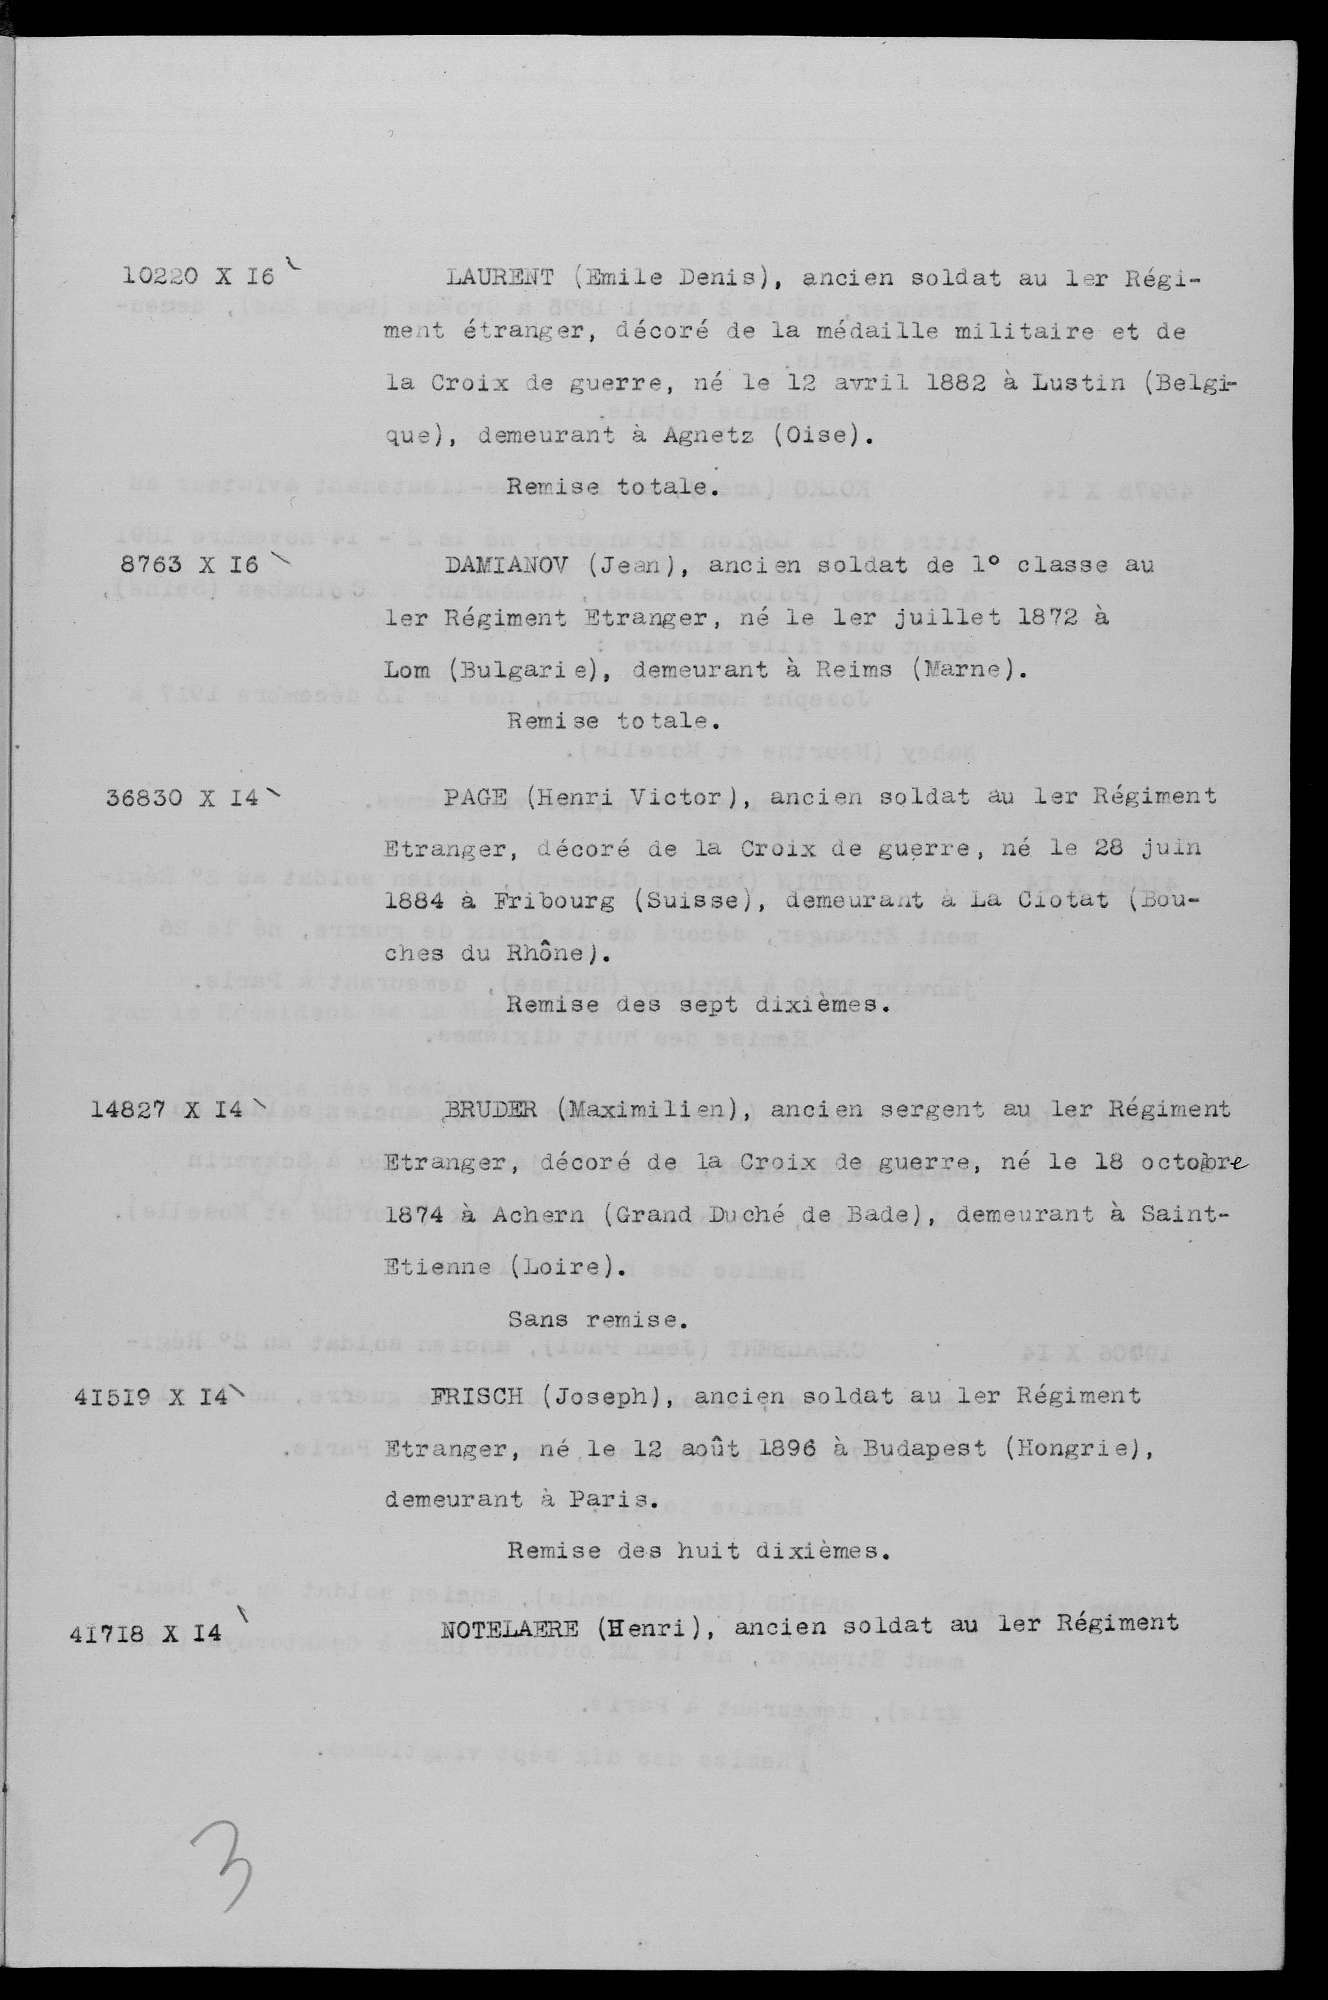 10220 X I6 LAURENT (Emile Denis), ancien soldat au 1er Régi-
ment étranger, décoré de la médaille militaire et de
la Croix de guerre, né le 12 avril 1882 à Lustin (Belgi-
que), demeurant à Agnetz (Oise).
Remise totale.
8763 X I6 DAMIANOV (Jean), ancien soldat de 1° classe au
1er Régiment Etranger, né le 1er juillet 1872 à
Lom (Bulgarie), demeurant à Reims (Marne).
Remise totale.
36830 X I4 PAGE (Henri Victor), ancien soldat au 1er Régiment
Etranger, décoré de la Croix de guerre, né le 28 juin
1884 à Fribourg (Suisse), demeurant à La Ciotat (Bou-
ches du Rhône).
Remise des sept dixièmes.
14827 X I4 BRUDER (Maximilien), ancien sergent au 1er Régiment
Etranger, décoré de la Croix de guerre, né le 18 octobre
1874 à Achern (Grand Duché de Bade), demeurant à Saint-
Etienne (Loire).
Sans remise.
4I5I9 X I4 FRISCH (Joseph), ancien soldat au 1er Régiment
Etranger, né le 12 août 1896 à Budapest (Hongrie),
demeurant à Paris.
Remise des huit dixièmes.
4I7I8 X I4 NOTELAERE (Henri), ancien soldat au 1er Régiment
3